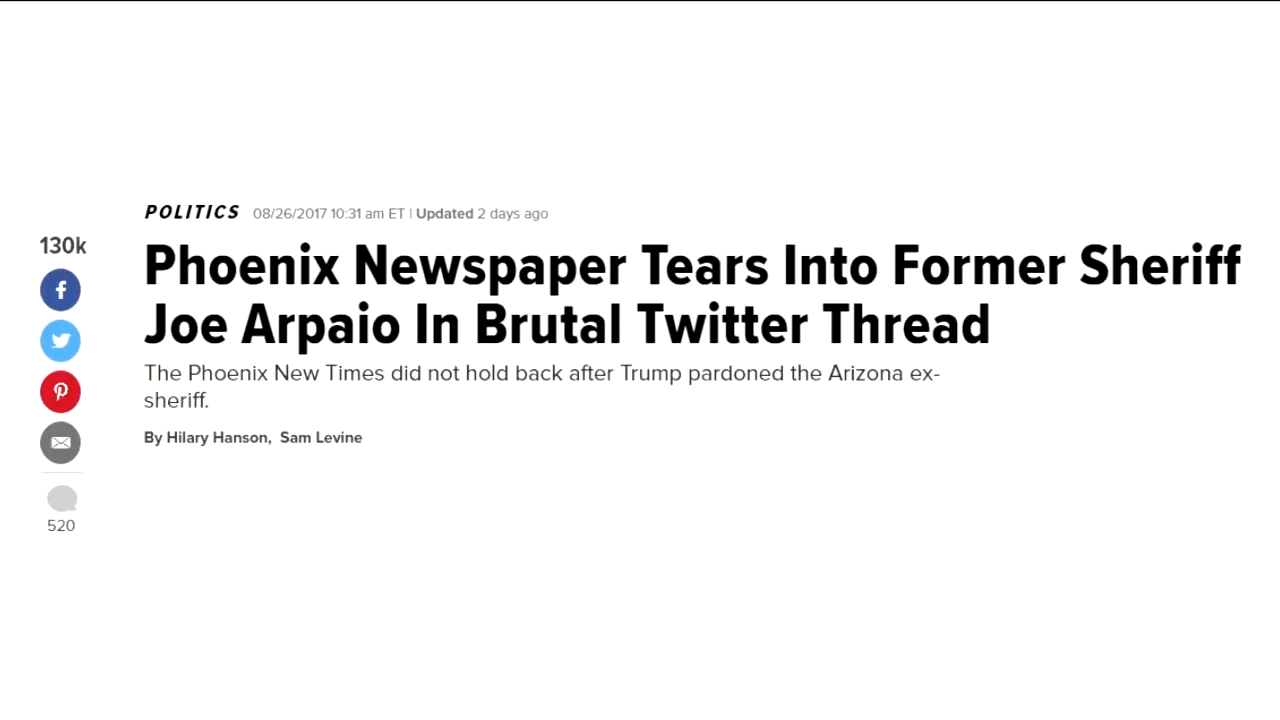 POLITICS 08/26/2017 10:31 am ET | Updated 2 days ago
130k
Phoenix Newspaper Tears Into Former Sheriff
Joe Arpaio In Brutal Twitter Thread
The Phoenix New Times did not hold back after Trump pardoned the Arizona ex-
sheriff.
By Hilary Hanson, Sam Levine
520